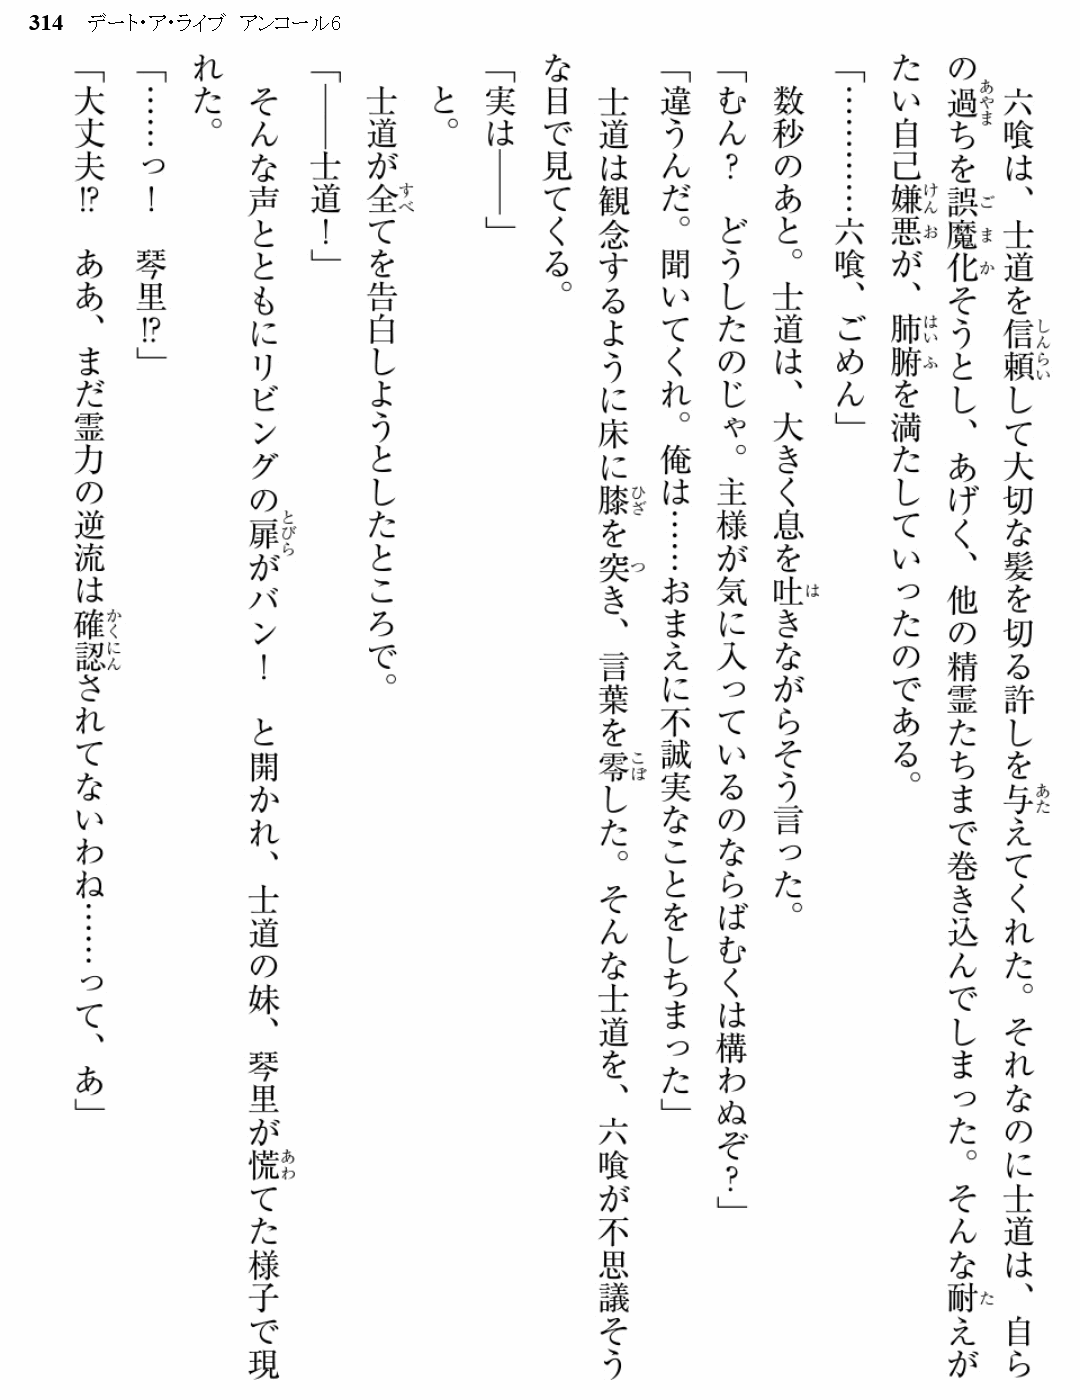 314 デート・ア・ライブ アンコール6
　六喰は、士道を信頼して大切な髪を切る許しを与えてくれた。それなのに士道は、自ら
の過ちを誤魔化そうとし、あげく、他の精霊たちまで巻き込んでしまった。そんな耐えが
たい自己嫌悪が、肺腑を満たしていったのである。
「…………六喰、ごめん」
　数秒のあと。士道は、大きく息を吐きながらそう言った。
「むん？　どうしたのじゃ。主様が気に入っているのならばむくは構わぬぞ？」
「違うんだ。聞いてくれ。俺は……おまえに不誠実なことをしちまった」
　士道は観念するように床に膝を突き、言葉を零した。そんな士道を、六喰が不思議そう
な目で見てくる。
「実は――」
　と。
　士道が全てを告白しようとしたところで。
「――士道！」
　そんな声とともにリビングの扉がバン！　と開かれ、士道の妹、琴里が慌てた様子で現
れた。
「……っ！　琴里!?」
「大丈夫!?　ああ、まだ霊力の逆流は確認されてないわね……って、あ」